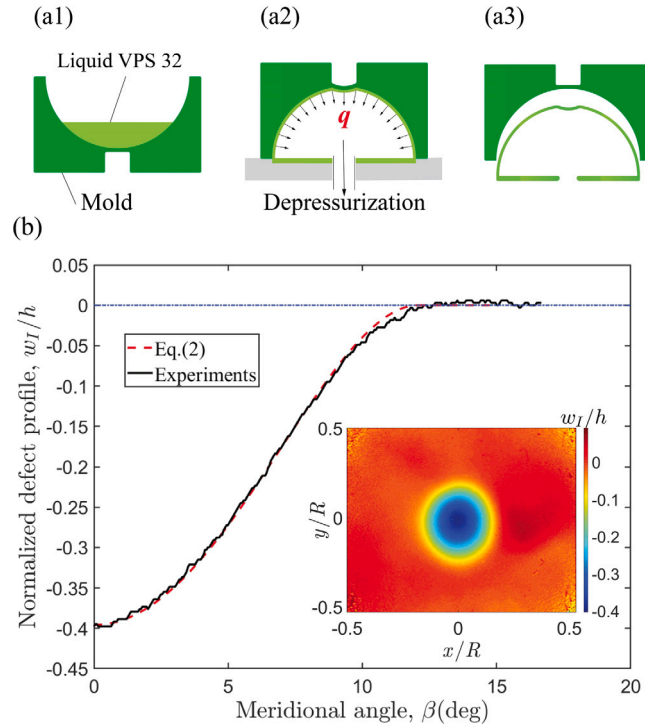 (a1)
(a2)
(a3)
Liquid VPS 32
Mold
q
Depressurization
(b)
Normalized defect profile, w_I/h
0.05
0
-0.05
-0.1
-0.15
-0.2
-0.25
-0.3
-0.35
-0.4
-0.45
Eq.(2)
Experiments
w_I/h
0.5
0
-0.5
y/R
-0.5
0
0.5
x/R
0
-0.1
-0.2
-0.3
-0.4
0
5
10
15
20
Meridional angle, β(deg)